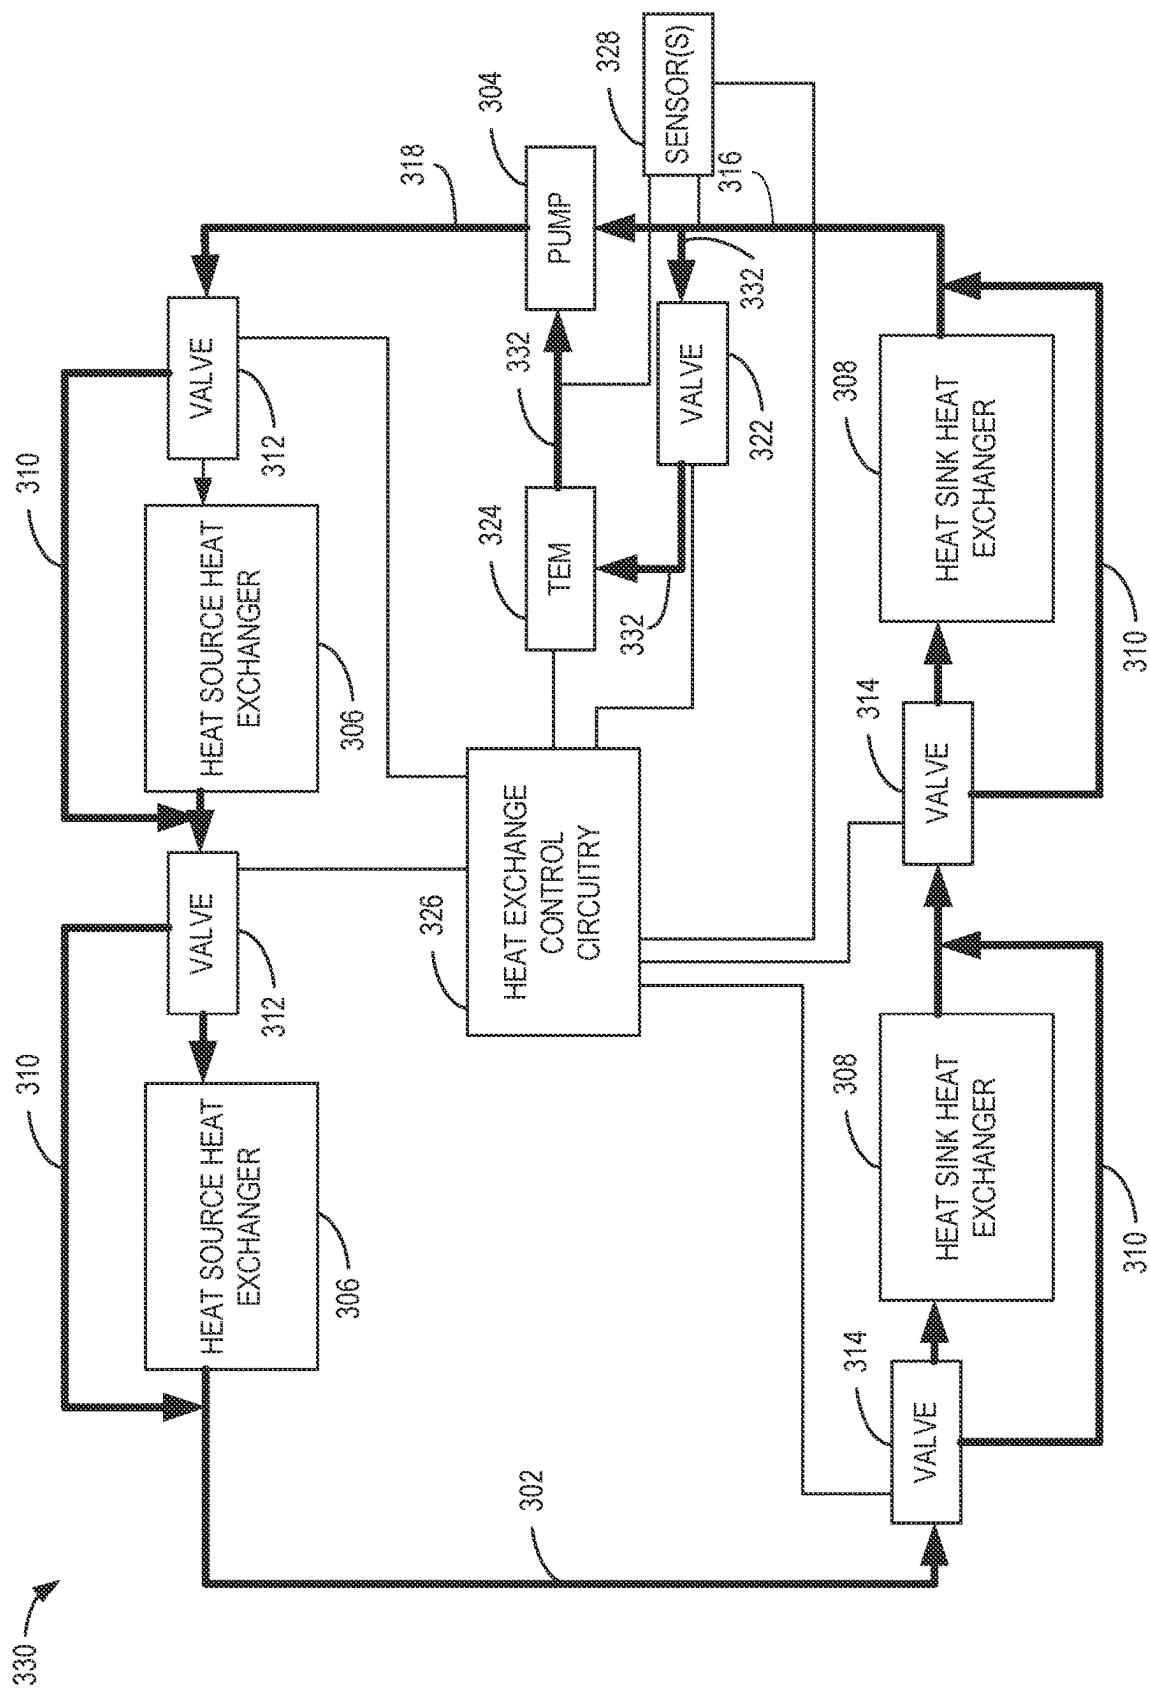 330
310
310
HEAT SOURCE HEAT
EXCHANGER
306
VALVE
312
HEAT SOURCE HEAT
EXCHANGER
306
VALVE
312
318
302
HEAT EXCHANGE
CONTROL
CIRCUITRY
326
TEM
324
332
PUMP
304
332
VALVE
322
332
SENSOR(S)
328
316
VALVE
314
HEAT SINK HEAT
EXCHANGER
308
VALVE
314
HEAT SINK HEAT
EXCHANGER
308
310
310